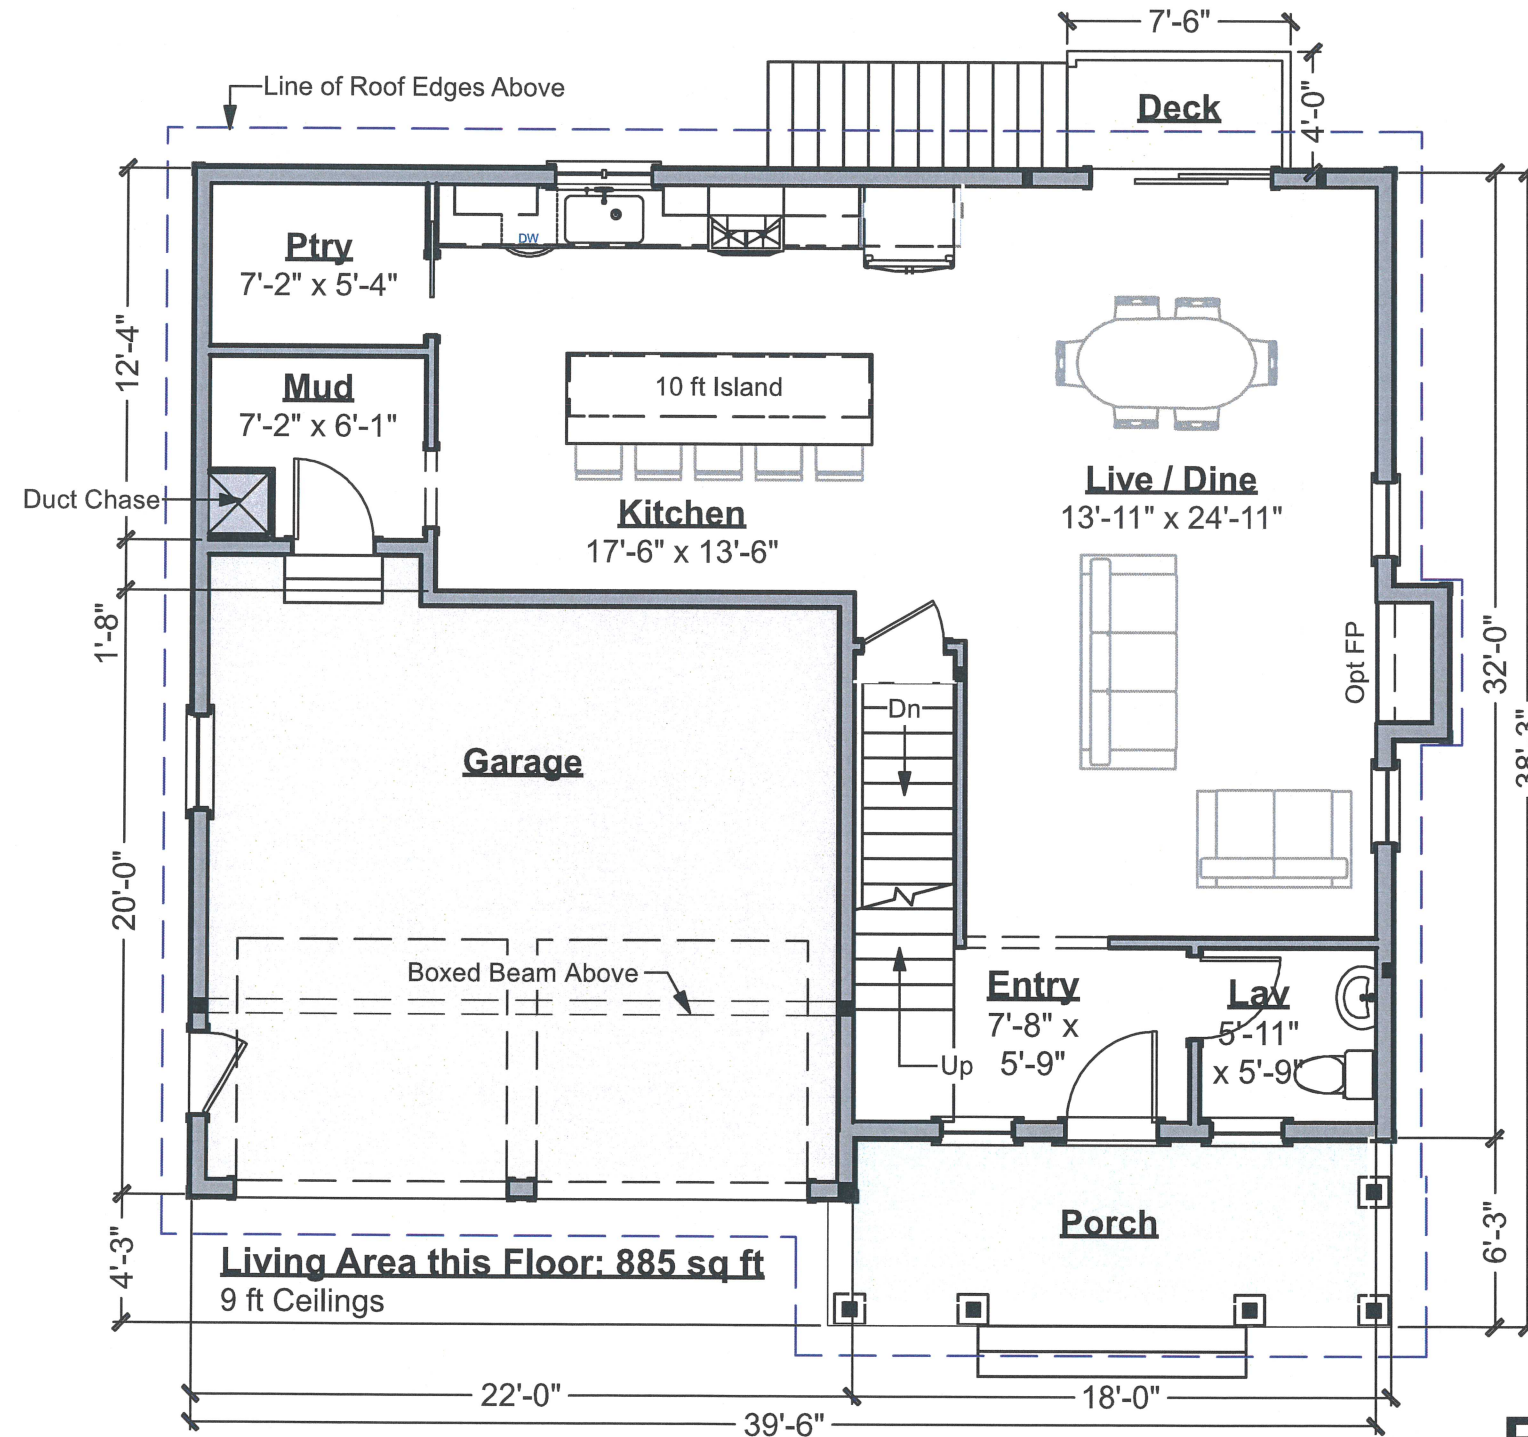 7'-6"
Line of Roof Edges Above
Deck
4'-0"
Ptry
7'-2" x 5'-4"
DW
12'-4"
Mud
7'-2" x 6'-1"
10 ft Island
Duct Chase
Kitchen
17'-6" x 13'-6"
Live / Dine
13'-11" x 24'-11"
1'-8"
Opt FP
32'-0"
38'-3"
Dn
Garage
20'-0"
Boxed Beam Above
Entry
7'-8" x
5'-9"
Lav
5'-11"
x 5'-9"
Up
Porch
6'-3"
4'-3"
Living Area this Floor: 885 sq ft
9 ft Ceilings
22'-0"
18'-0"
39'-6"